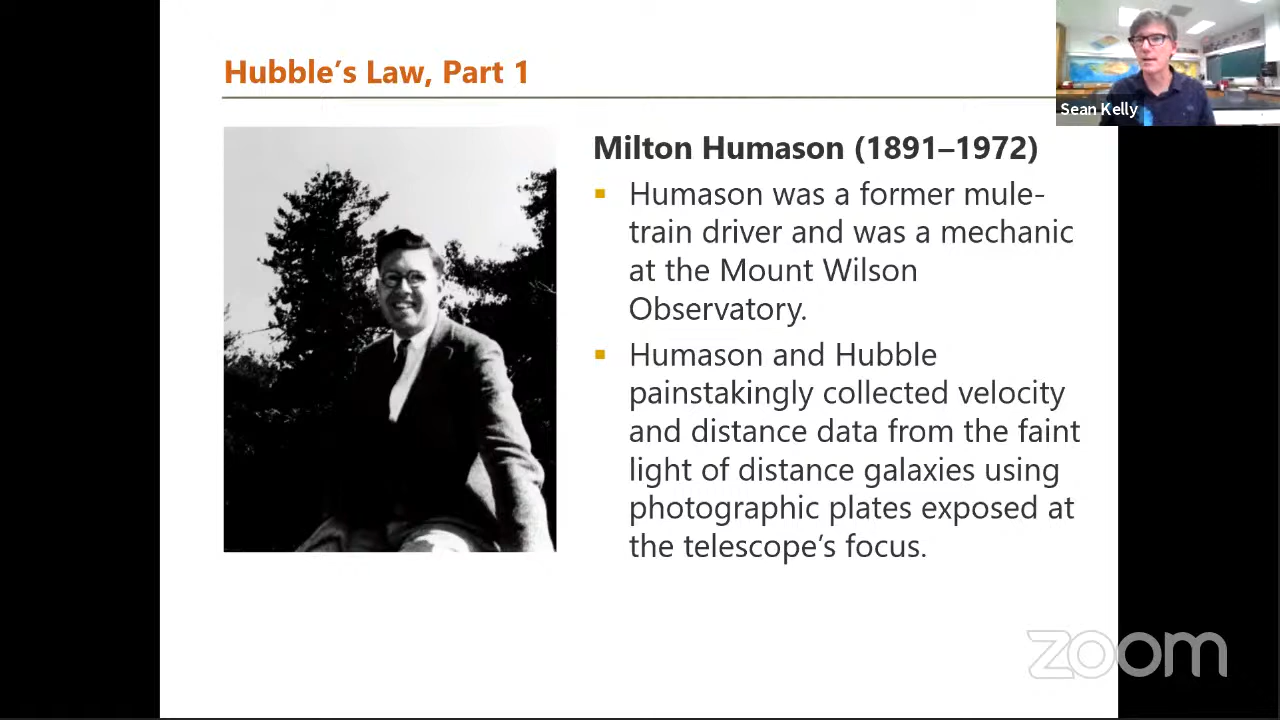 Hubble's Law, Part 1
Sean Kelly
Milton Humason (1891–1972)
Humason was a former mule-
train driver and was a mechanic
at the Mount Wilson
Observatory.
Humason and Hubble
painstakingly collected velocity
and distance data from the faint
light of distance galaxies using
photographic plates exposed at
the telescope's focus.
zoom